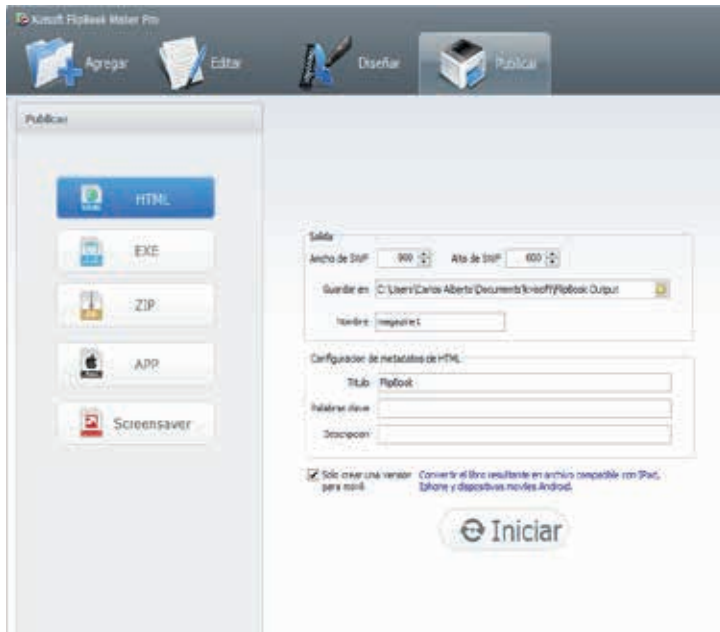 Kvisoft FlipBook Maker Pro
Agregar Editar Diseñar Publicar
Publicar
HTML
EXE
ZIP
APP
Screensaver
Salida
Ancho de SWF 900 Alto de SWF 600
Guardar en C:\Users\Carlos Alberto\Documents\kvisoft\FlipBook Output
Nombre magazine1
Configuracion de metadatos de HTML
Titulo FlipBook
Palabras clave
Descripcion
Solo crear una version para movil
Convertir el libro resultante en archivo compatible con IPad,
Iphone y dispositivos moviles Android.
Iniciar